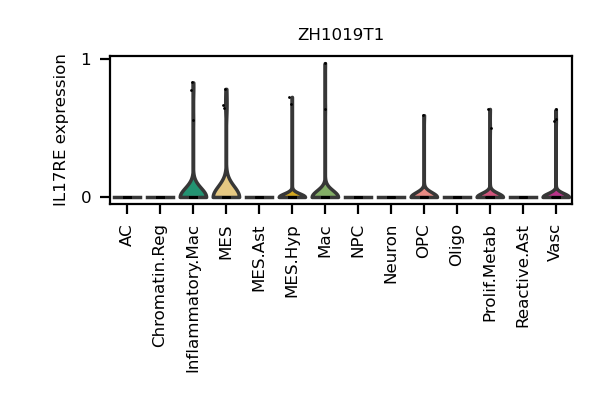 ZH1019T1
IL17RE expression
1
0
AC
Chromatin.Reg
Inflammatory.Mac
MES
MES.Ast
MES.Hyp
Mac
NPC
Neuron
OPC
Oligo
Prolif.Metab
Reactive.Ast
Vasc